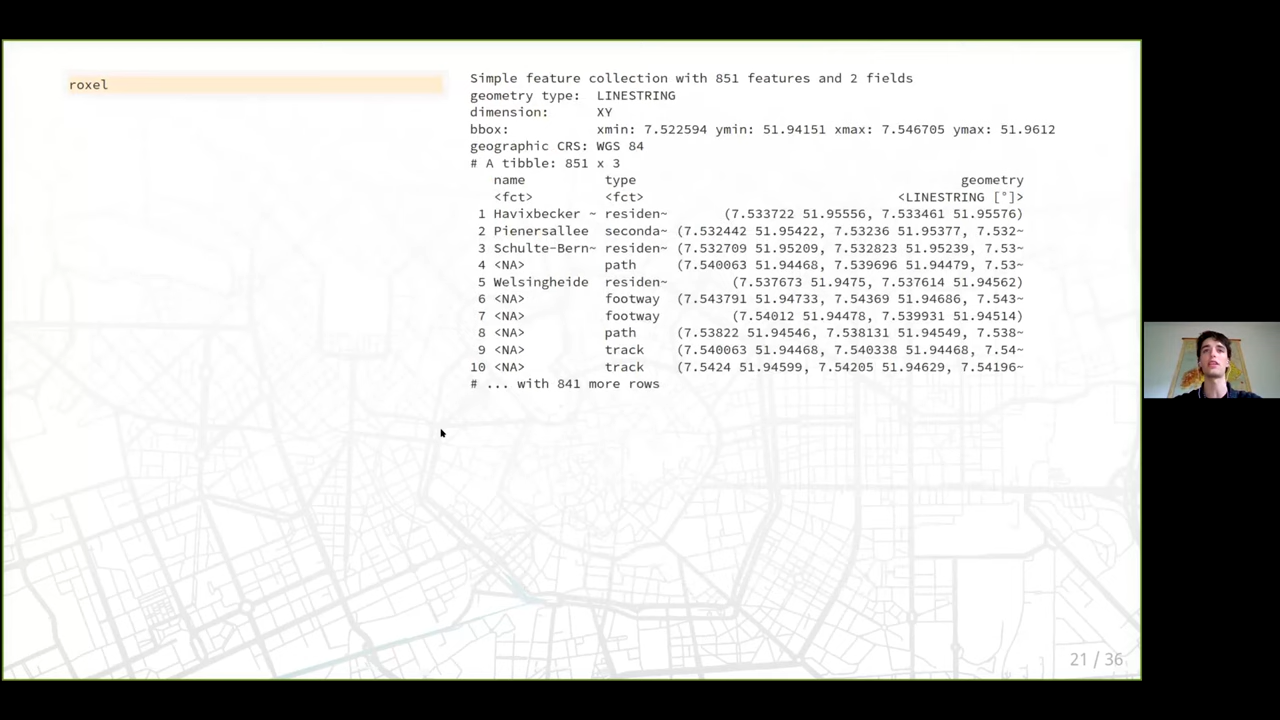 roxel
Simple feature collection with 851 features and 2 fields
geometry type:  LINESTRING
dimension:      XY
bbox:           xmin: 7.522594 ymin: 51.94151 xmax: 7.546705 ymax: 51.9612
geographic CRS: WGS 84
# A tibble: 851 x 3
name type geometry
<fct> <fct> <LINESTRING [°]>
1 Havixbecker ~ residen~ (7.533722 51.95556, 7.533461 51.95576)
2 Pienersallee seconda~ (7.532442 51.95422, 7.53236 51.95377, 7.532~
3 Schulte-Bern~ residen~ (7.532709 51.95209, 7.532823 51.95239, 7.53~
4 <NA> path (7.540063 51.94468, 7.539696 51.94479, 7.53~
5 Welsingheide residen~ (7.537673 51.9475, 7.537614 51.94562)
6 <NA> footway (7.543791 51.94733, 7.54369 51.94686, 7.543~
7 <NA> footway (7.54012 51.94478, 7.539931 51.94514)
8 <NA> path (7.53822 51.94546, 7.538131 51.94549, 7.538~
9 <NA> track (7.540063 51.94468, 7.540338 51.94468, 7.54~
10 <NA> track (7.5424 51.94599, 7.54205 51.94629, 7.54196~
# ... with 841 more rows
21 / 36